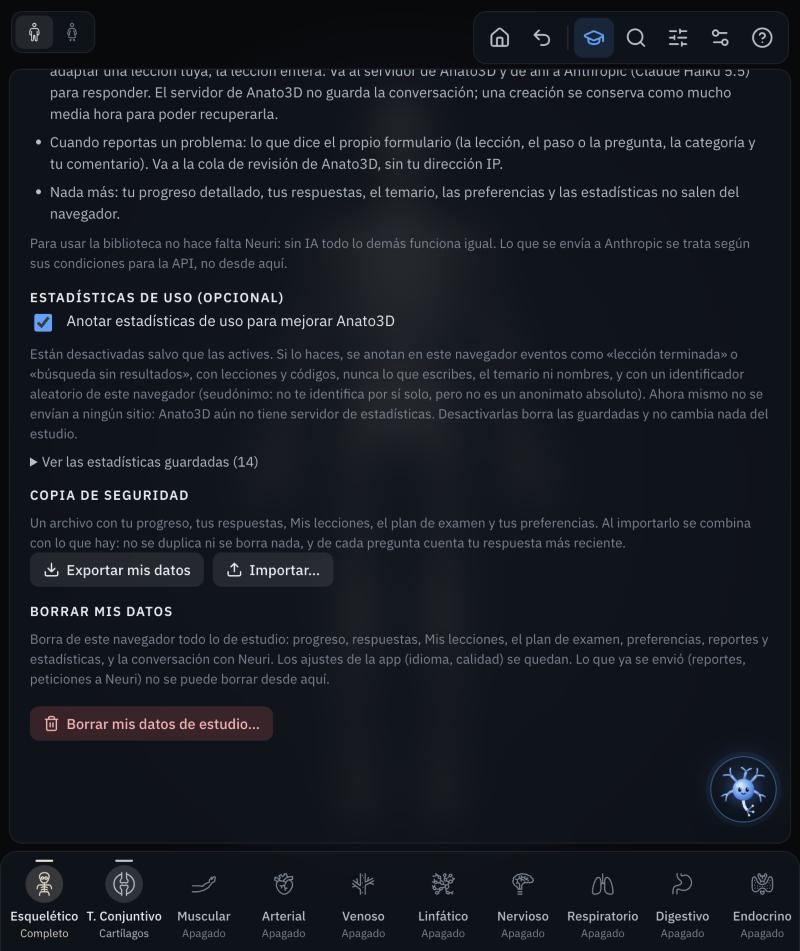 adaptar una lección tuya, la lección entera. Va al servidor de Anato3D y de ahí a Anthropic (Claude Haiku 5.5)
para responder. El servidor de Anato3D no guarda la conversación; una creación se conserva como mucho
media hora para poder recuperarla.
• Cuando reportas un problema: lo que dice el propio formulario (la lección, el paso o la pregunta, la categoría y
tu comentario). Va a la cola de revisión de Anato3D, sin tu dirección IP.
• Nada más: tu progreso detallado, tus respuestas, el temario, las preferencias y las estadísticas no salen del
navegador.
Para usar la biblioteca no hace falta Neuri: sin IA todo lo demás funciona igual. Lo que se envía a Anthropic se trata según
sus condiciones para la API, no desde aquí.
ESTADÍSTICAS DE USO (OPCIONAL)
Anotar estadísticas de uso para mejorar Anato3D
Están desactivadas salvo que las actives. Si lo haces, se anotan en este navegador eventos como «lección terminada» o
«búsqueda sin resultados», con lecciones y códigos, nunca lo que escribes, el temario ni nombres, y con un identificador
aleatorio de este navegador (seudónimo: no te identifica por sí solo, pero no es un anonimato absoluto). Ahora mismo no se
envían a ningún sitio: Anato3D aún no tiene servidor de estadísticas. Desactivarlas borra las guardadas y no cambia nada del
estudio.
Ver las estadísticas guardadas (14)
COPIA DE SEGURIDAD
Un archivo con tu progreso, tus respuestas, Mis lecciones, el plan de examen y tus preferencias. Al importarlo se combina
con lo que hay: no se duplica ni se borra nada, y de cada pregunta cuenta tu respuesta más reciente.
Exportar mis datos Importar...
BORRAR MIS DATOS
Borra de este navegador todo lo de estudio: progreso, respuestas, Mis lecciones, el plan de examen, preferencias, reportes y
estadísticas, y la conversación con Neuri. Los ajustes de la app (idioma, calidad) se quedan. Lo que ya se envió (reportes,
peticiones a Neuri) no se puede borrar desde aquí.
Borrar mis datos de estudio...
Esquelético T. Conjuntivo Muscular Arterial Venoso Linfático Nervioso Respiratorio Digestivo Endocrino
Completo Cartílagos Apagado Apagado Apagado Apagado Apagado Apagado Apagado Apagado